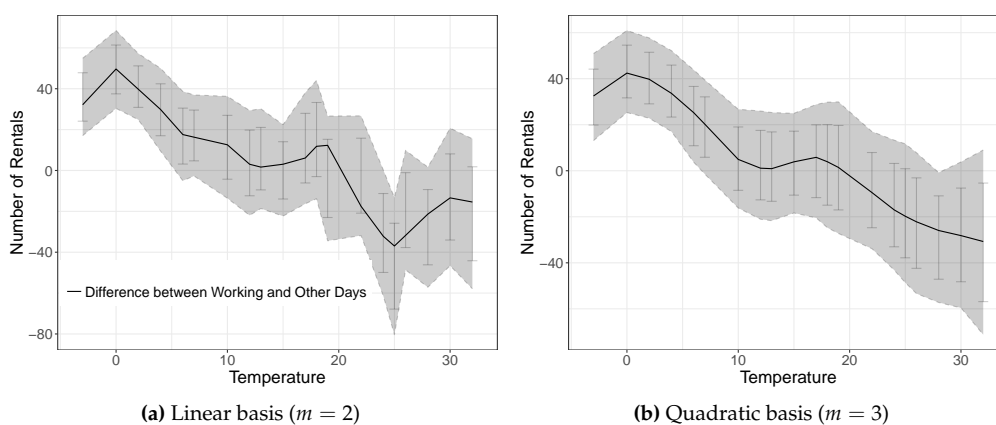 40
0
−40
−80
Number of Rentals
Difference between Working and Other Days
0 10 20 30
Temperature
(a) Linear basis (m = 2)
40
0
−40
Number of Rentals
0 10 20 30
Temperature
(b) Quadratic basis (m = 3)